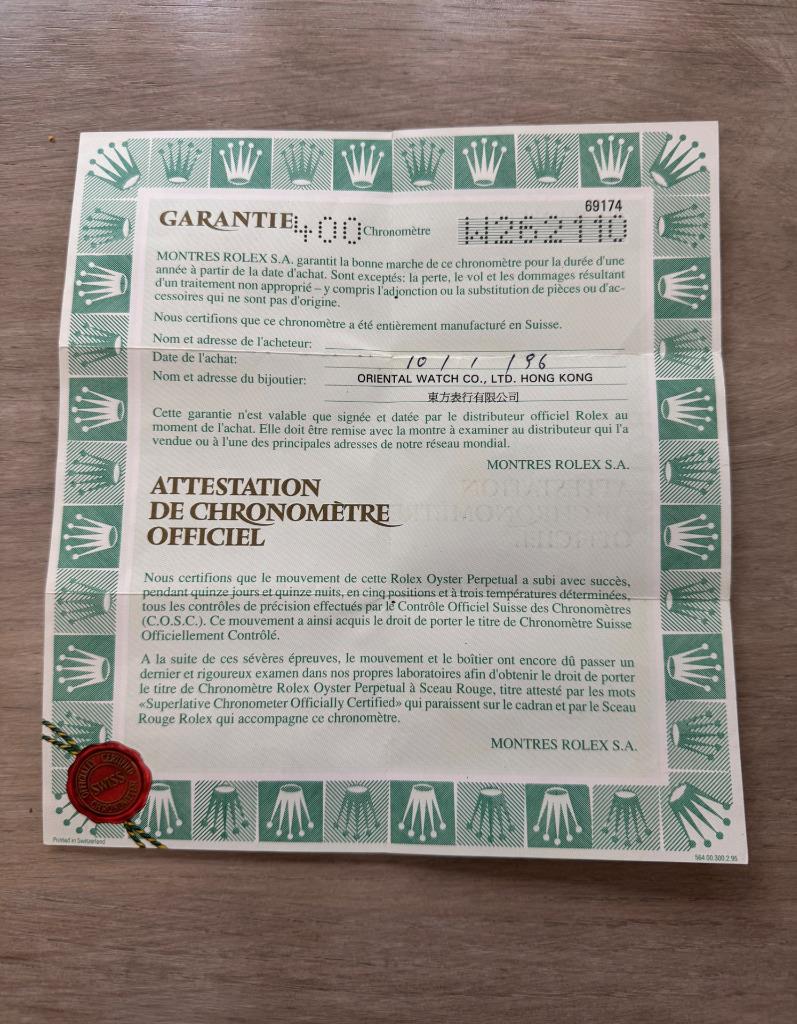 69174
GARANTIE 400 Chronomètre W262110
MONTRES ROLEX S.A. garantit la bonne marche de ce chronomètre pour la durée d'une
année à partir de la date d'achat. Sont exceptés: la perte, le vol et les dommages résultant
d'un traitement non approprié – y compris l'adjonction ou la substitution de pièces ou d'ac-
cessoires qui ne sont pas d'origine.
Nous certifions que ce chronomètre a été entièrement manufacturé en Suisse.
Nom et adresse de l'acheteur:
Date de l'achat: 10 / 1 / 96
Nom et adresse du bijoutier: ORIENTAL WATCH CO., LTD. HONG KONG
東方表行有限公司
Cette garantie n'est valable que signée et datée par le distributeur officiel Rolex au
moment de l'achat. Elle doit être remise avec la montre à examiner au distributeur qui l'a
vendue ou à l'une des principales adresses de notre réseau mondial.
MONTRES ROLEX S.A.
ATTESTATION
DE CHRONOMÈTRE
OFFICIEL
Nous certifions que le mouvement de cette Rolex Oyster Perpetual a subi avec succès,
pendant quinze jours et quinze nuits, en cinq positions et à trois températures déterminées,
tous les contrôles de précision effectués par le Contrôle Officiel Suisse des Chronomètres
(C.O.S.C.). Ce mouvement a ainsi acquis le droit de porter le titre de Chronomètre Suisse
Officiellement Contrôlé.
A la suite de ces sévères épreuves, le mouvement et le boîtier ont encore dû passer un
dernier et rigoureux examen dans nos propres laboratoires afin d'obtenir le droit de porter
le titre de Chronomètre Rolex Oyster Perpetual à Sceau Rouge, titre attesté par les mots
«Superlative Chronometer Officially Certified» qui paraissent sur le cadran et par le Sceau
Rouge Rolex qui accompagne ce chronomètre.
MONTRES ROLEX S.A.
OFFICIALLY CERTIFIED
SWISS
CHRONOMETER
Printed in Switzerland
564.00.300.2.95